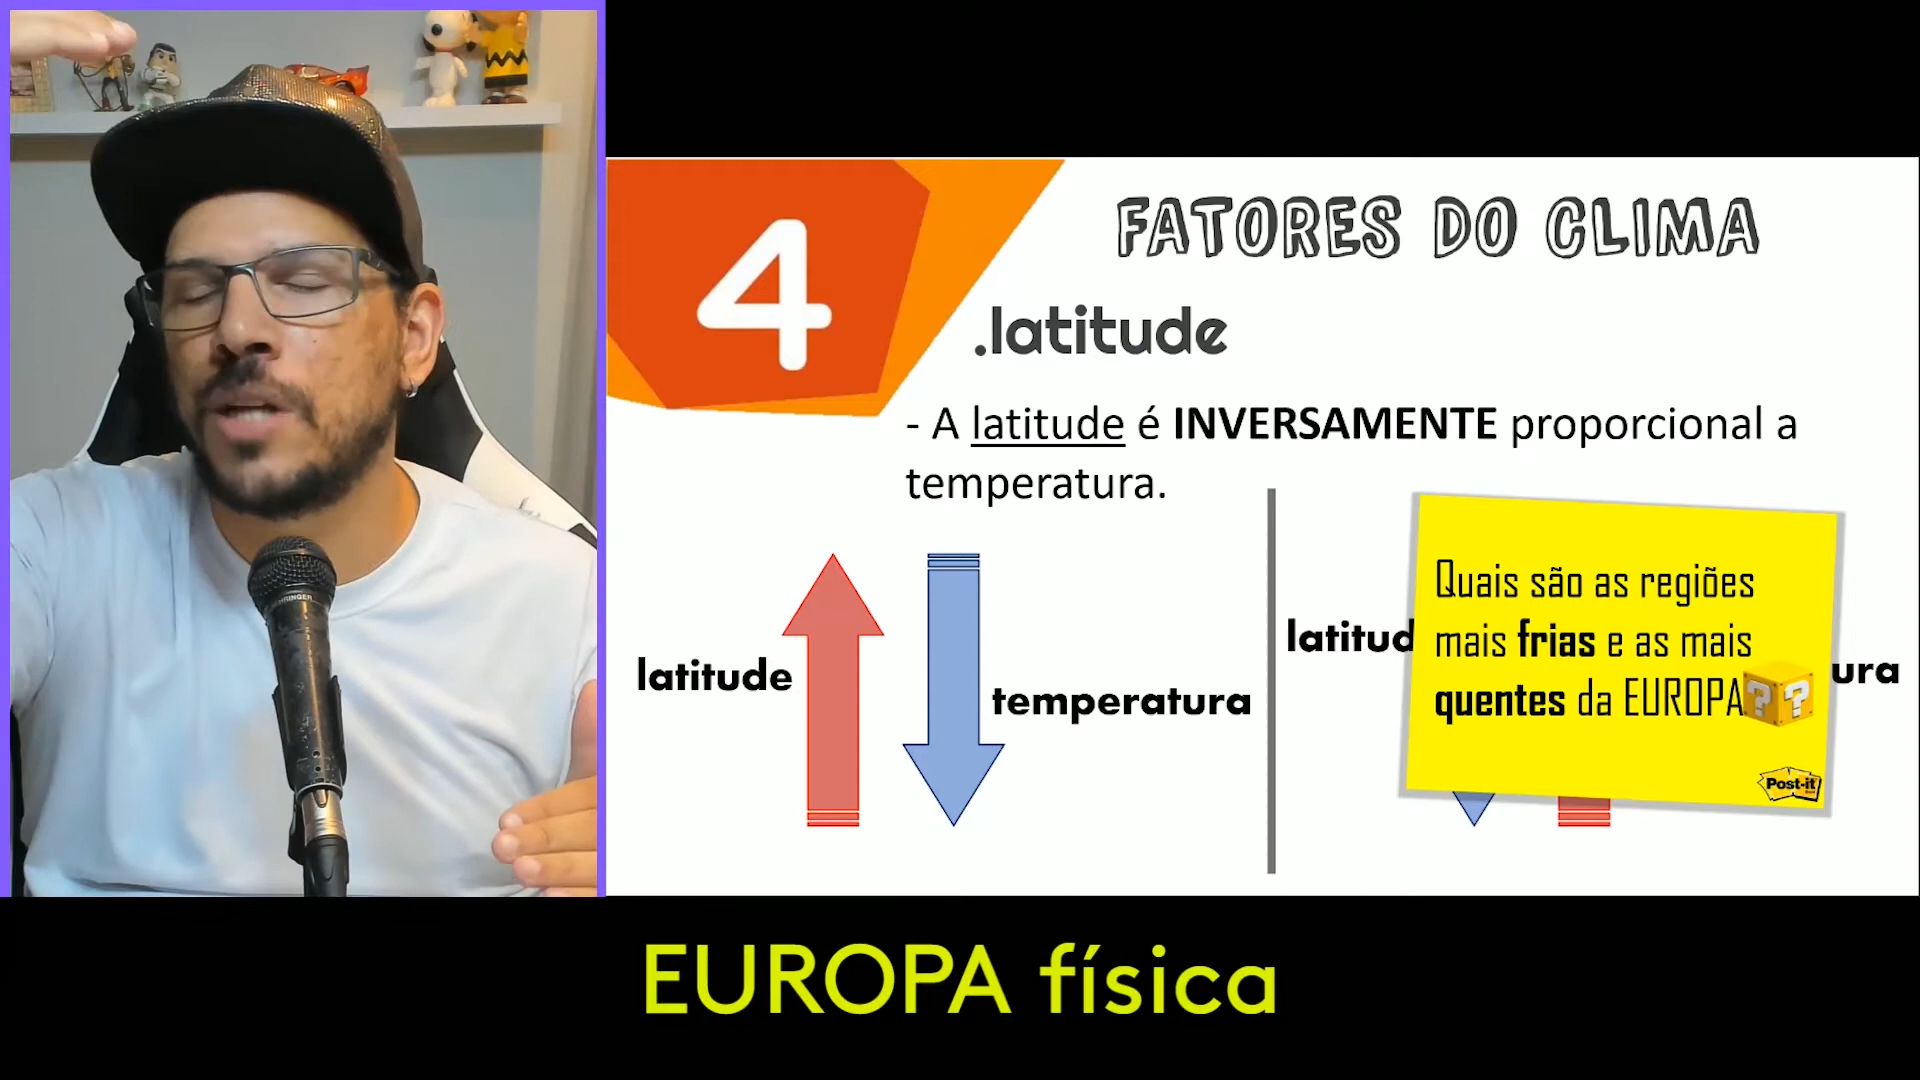 4
FATORES DO CLIMA
.latitude
- A latitude é INVERSAMENTE proporcional a
temperatura.
latitude
temperatura
latitud
ura
Quais são as regiões
mais frias e as mais
quentes da EUROPA
? ?
Post-it
BEHRINGER
EUROPA física